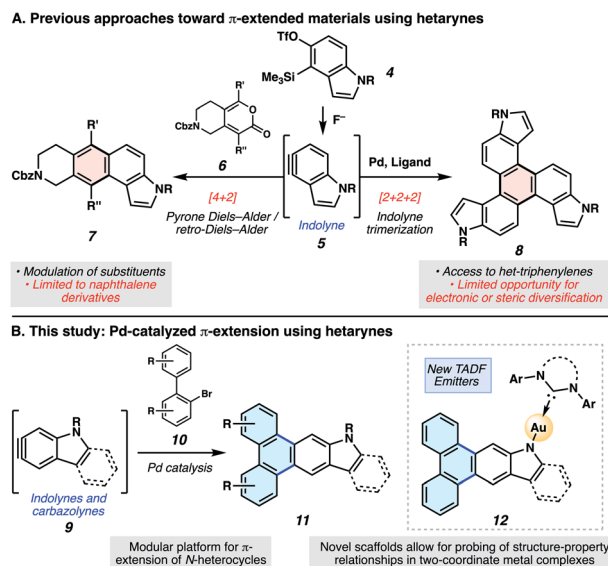 A. Previous approaches toward π-extended materials using hetarynes
TfO
Me3Si
NR
4
R'
CbzN
O
O
R"
6
F–
R'
CbzN
NR
R"
7
[4+2]
Pyrone Diels–Alder /
retro-Diels–Alder
N
R
Indolyne
5
Pd, Ligand
[2+2+2]
Indolyne
trimerization
RN
NR
N
R
8
• Modulation of substituents
• Limited to naphthalene
derivatives
• Access to het-triphenylenes
• Limited opportunity for
electronic or steric diversification
B. This study: Pd-catalyzed π-extension using hetarynes
R
N
Indolynes and
carbazolynes
9
R
Br
R
10
Pd catalysis
R
R
R
N
11
New TADF
Emitters
Ar
N
N
Ar
Au
N
12
Modular platform for π-
extension of N-heterocycles
Novel scaffolds allow for probing of structure-property
relationships in two-coordinate metal complexes